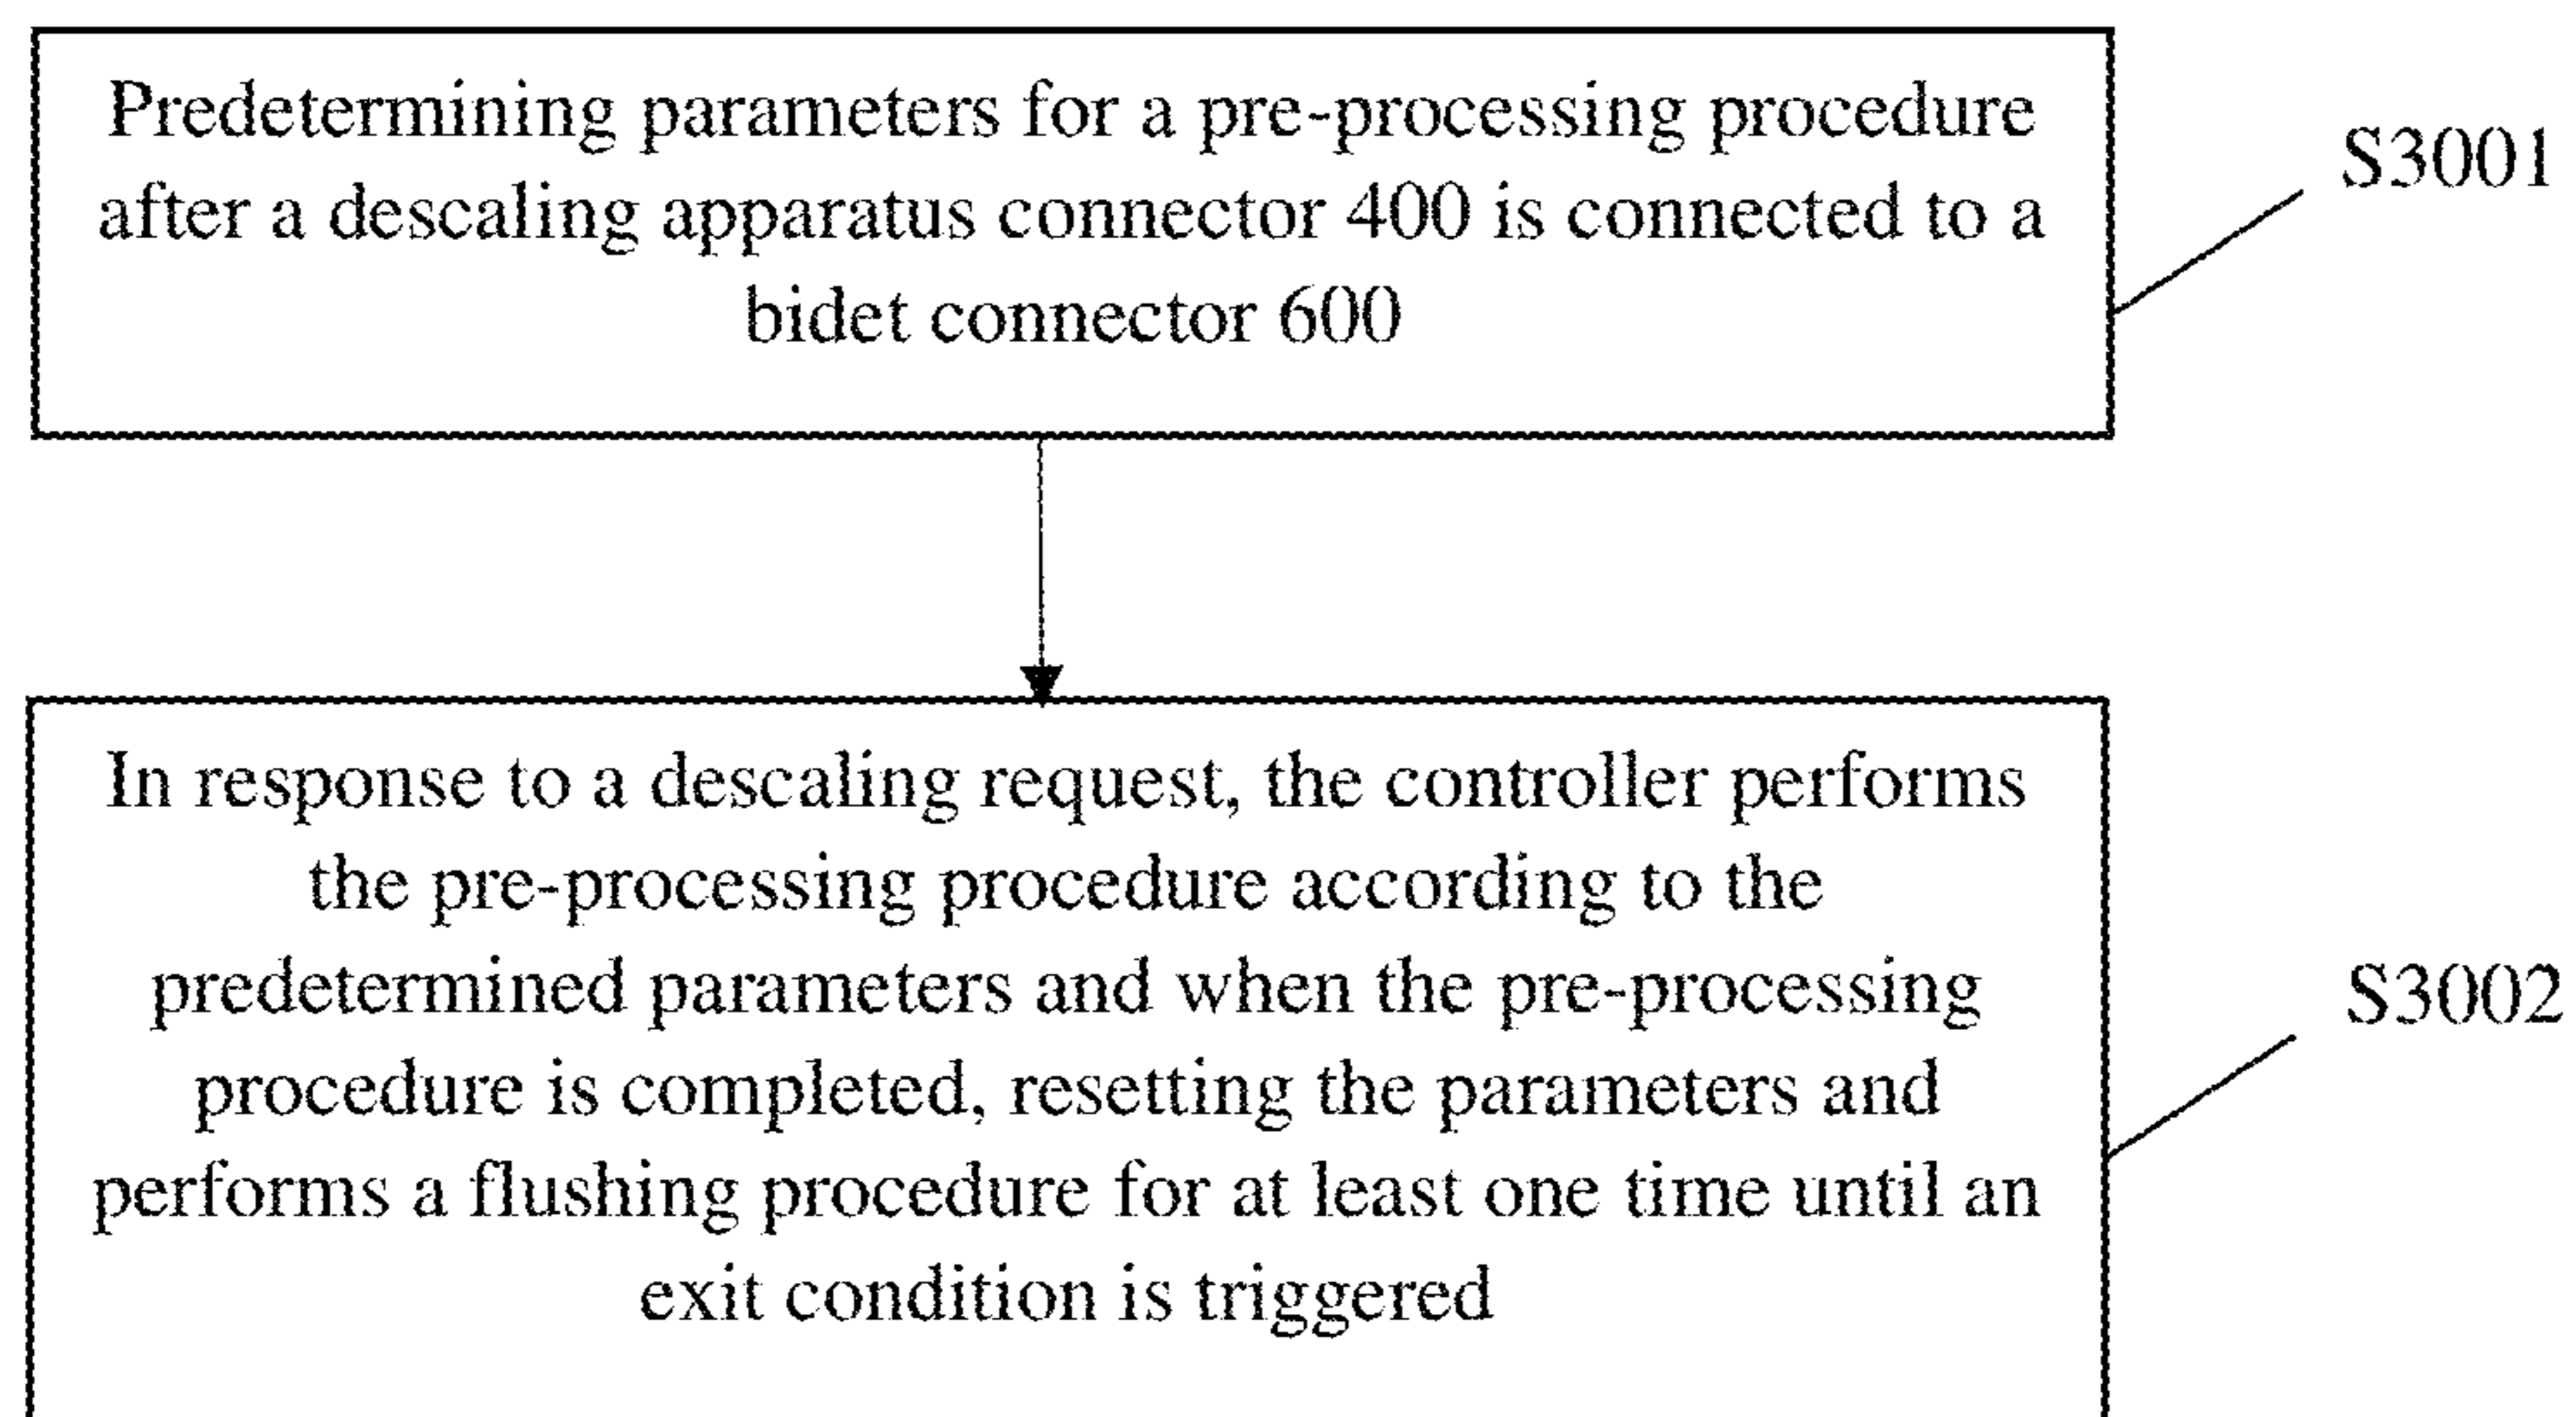 Predetermining parameters for a pre-processing procedure
after a descaling apparatus connector 400 is connected to a
bidet connector 600
S3001
In response to a descaling request, the controller performs
the pre-processing procedure according to the
predetermined parameters and when the pre-processing
procedure is completed, resetting the parameters and
performs a flushing procedure for at least one time until an
exit condition is triggered
S3002